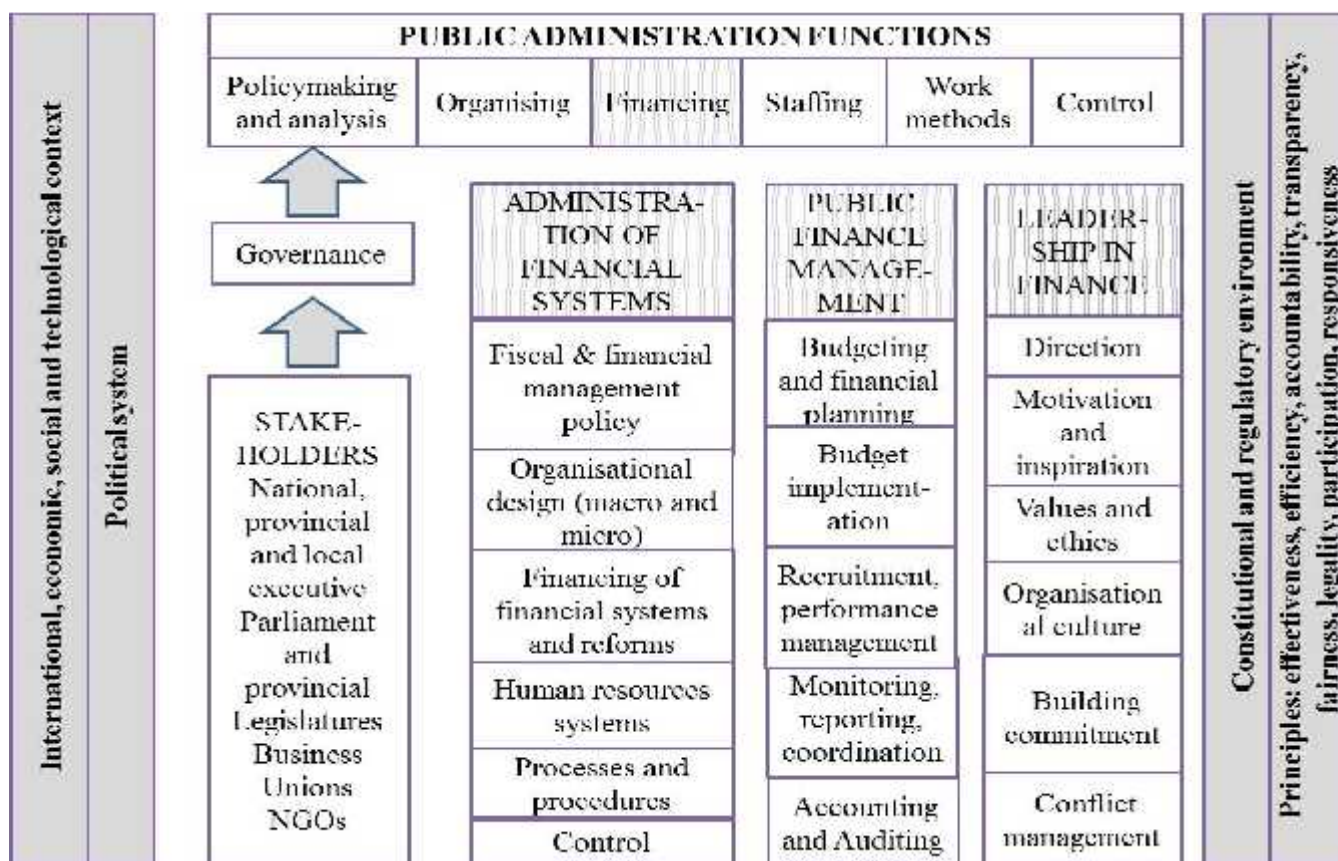 International, economic, social and technological context
Political system
PUBLIC ADMINISTRATION FUNCTIONS
Policymaking
and analysis
Organising
Financing
Staffing
Work
methods
Control
Governance
STAKE-
HOLDERS
National,
provincial
and local
executive
Parliament
and
provincial
Legislatures
Business
Unions
NGOs
ADMINISTRA-
TION OF
FINANCIAL
SYSTEMS
Fiscal & financial
management
policy
Organisational
design (macro and
micro)
Financing of
financial systems
and reforms
Human resources
systems
Processes and
procedures
Control
PUBLIC
FINANCE
MANAGE-
MENT
Budgeting
and financial
planning
Budget
implement-
ation
Recruitment,
performance
management
Monitoring,
reporting,
coordination
Accounting
and Auditing
LEADER-
SHIP IN
FINANCE
Direction
Motivation
and
inspiration
Values and
ethics
Organisation
al culture
Building
commitment
Conflict
management
Constitutional and regulatory environment
Principles: effectiveness, efficiency, accountability, transparency,
fairness, legality, participation, responsiveness